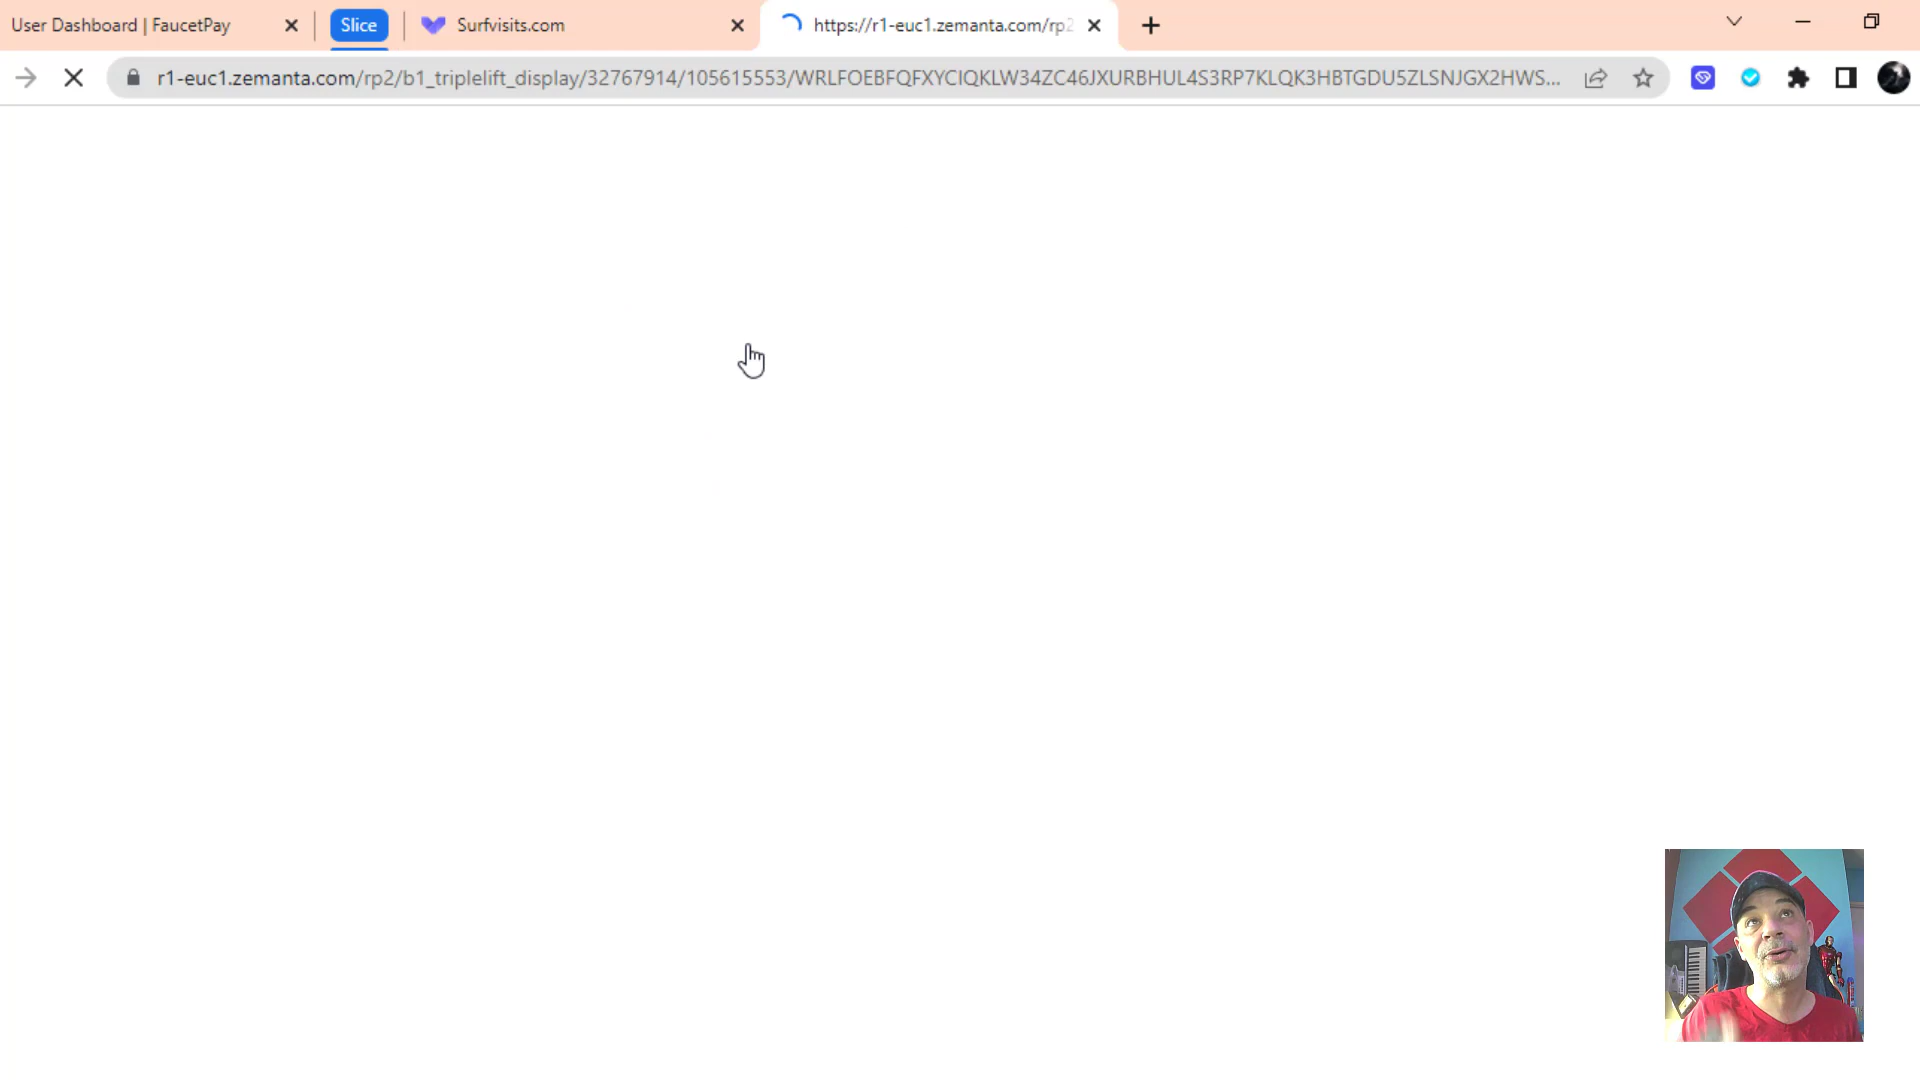 User Dashboard | FaucetPay
Slice
Surfvisits.com
https://r1-euc1.zemanta.com/rp2
r1-euc1.zemanta.com/rp2/b1_triplelift_display/32767914/105615553/WRLFOEBFQFXYCIQKLW34ZC46JXURBHUL4S3RP7KLQK3HBTGDU5ZLSNJGX2HWS...